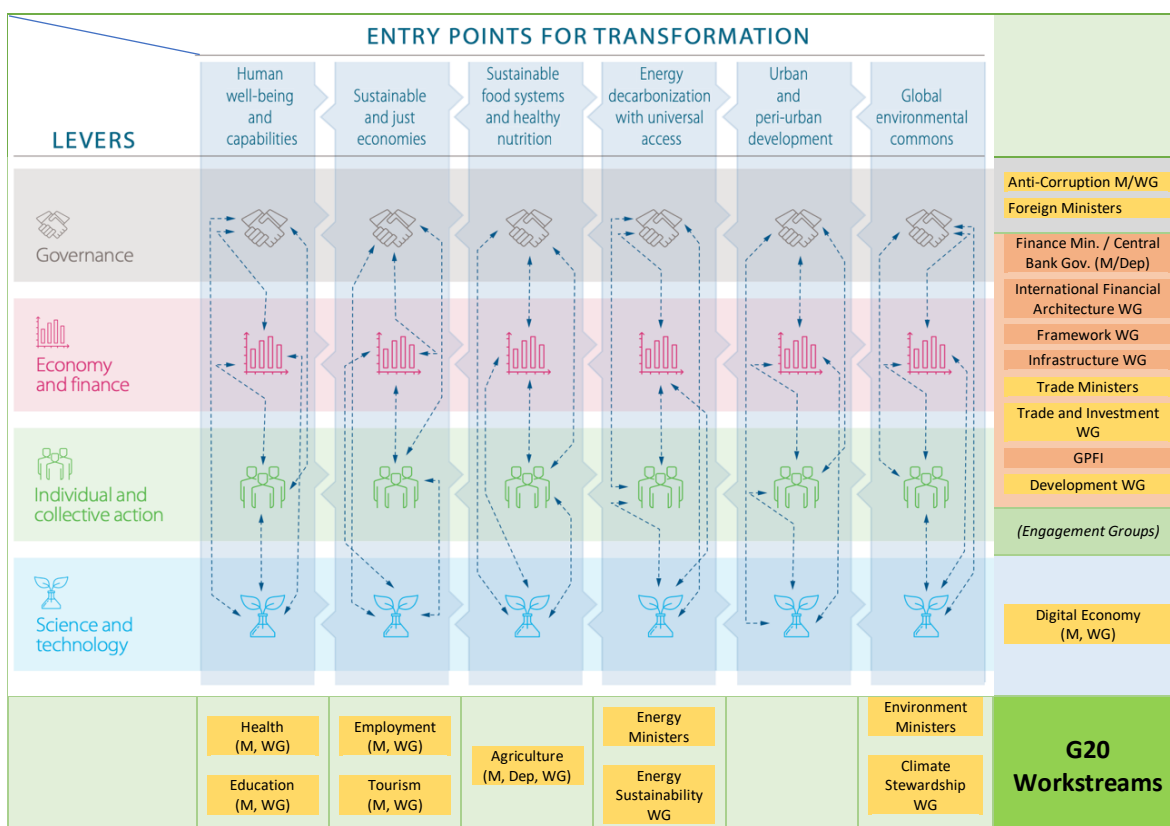 ENTRY POINTS FOR TRANSFORMATION
LEVERS
Human
well-being
and
capabilities
Sustainable
and just
economies
Sustainable
food systems
and healthy
nutrition
Energy
decarbonization
with universal
access
Urban
and
peri-urban
development
Global
environmental
commons
Governance
Economy
and finance
Individual and
collective action
Science and
technology
Anti-Corruption M/WG
Foreign Ministers
Finance Min. / Central
Bank Gov. (M/Dep)
International Financial
Architecture WG
Framework WG
Infrastructure WG
Trade Ministers
Trade and Investment
WG
GPFI
Development WG
(Engagement Groups)
Digital Economy
(M, WG)
Health
(M, WG)
Education
(M, WG)
Employment
(M, WG)
Tourism
(M, WG)
Agriculture
(M, Dep, WG)
Energy
Ministers
Energy
Sustainability
WG
Environment
Ministers
Climate
Stewardship
WG
G20
Workstreams